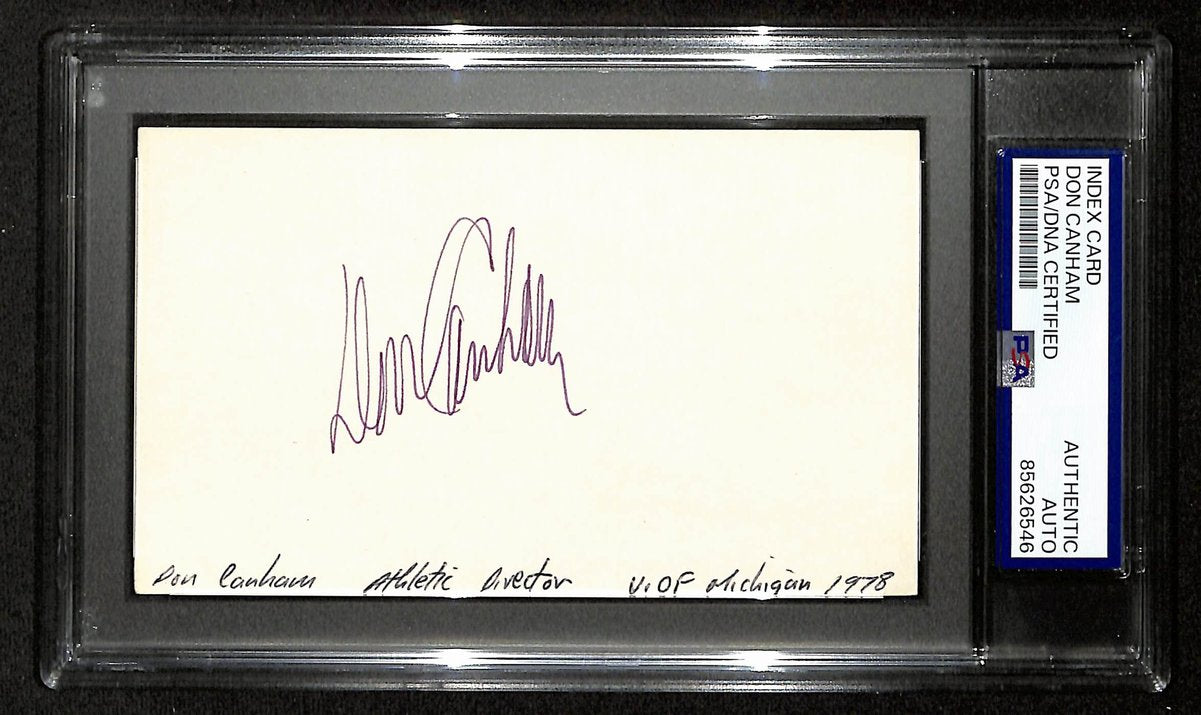 Don Canham
Don Canham Athletic Director U. OF Michigan 1978
INDEX CARD
DON CANHAM
PSA/DNA CERTIFIED
PSA
AUTHENTIC
AUTO
85626546